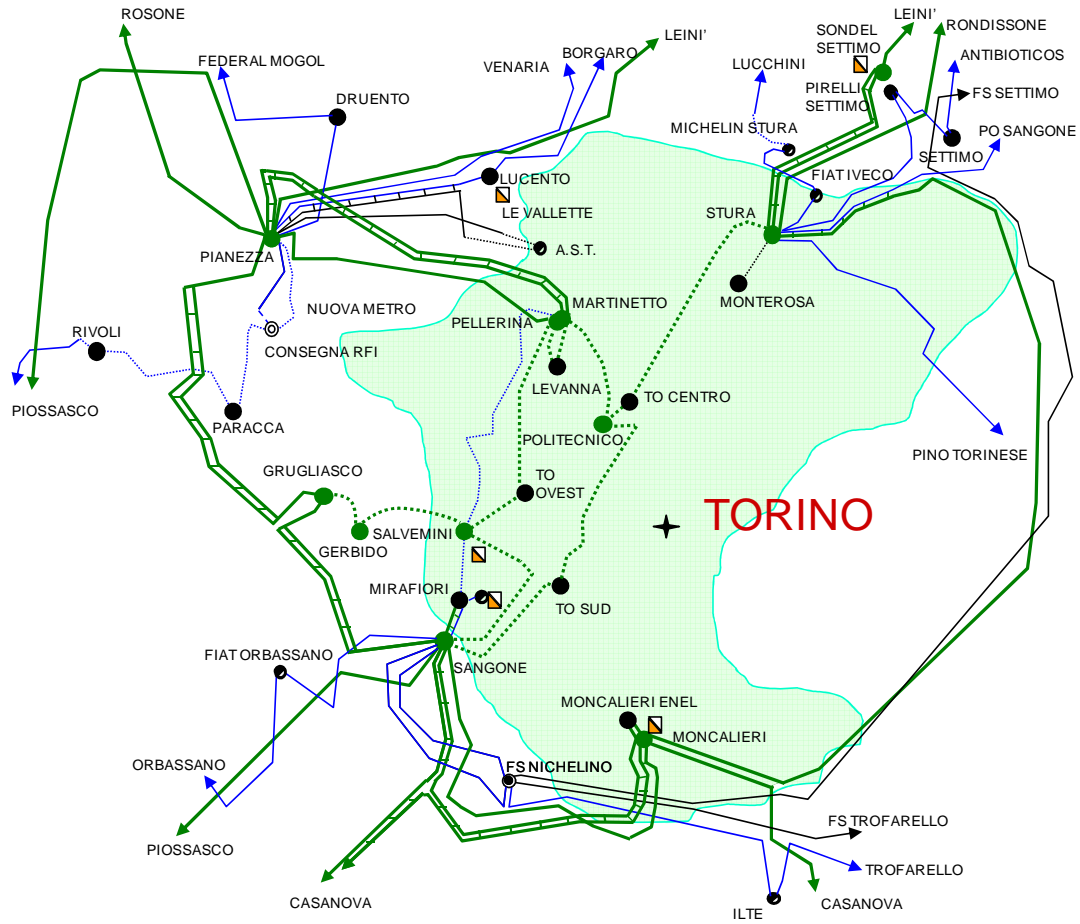 ROSONE
LEINI'
SONDEL
SETTIMO
RONDISSONE
LEINI'
BORGARO
ANTIBIOTICOS
FEDERAL MOGOL
VENARIA
LUCCHINI
PIRELLI
SETTIMO
FS SETTIMO
DRUENTO
MICHELIN STURA
SETTIMO
PO SANGONE
LUCENTO
FIAT IVECO
LE VALLETTE
STURA
PIANEZZA
A.S.T.
MONTEROSA
NUOVA METRO
MARTINETTO
PELLERINA
RIVOLI
CONSEGNA RFI
LEVANNA
TO CENTRO
PIOSSASCO
PARACCA
POLITECNICO
PINO TORINESE
GRUGLIASCO
TO
OVEST
TORINO
GERBIDO
SALVEMINI
MIRAFIORI
TO SUD
FIAT ORBASSANO
SANGONE
MONCALIERI ENEL
MONCALIERI
ORBASSANO
FS NICHELINO
FS TROFARELLO
PIOSSASCO
TROFARELLO
CASANOVA
CASANOVA
ILTE